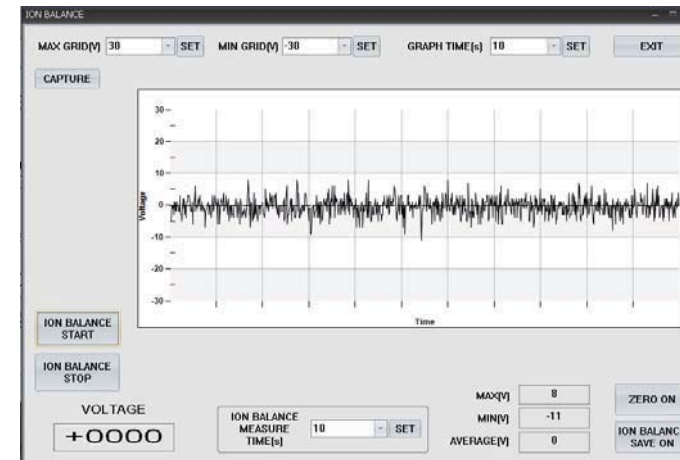 ION BALANCE
MAX GRID(V) 30 SET MIN GRID(V) -30 SET GRAPH TIME(s) 10 SET EXIT
CAPTURE
30
20
10
0
-10
-20
-30
Voltage
Time
ION BALANCE
START
ION BALANCE
STOP
VOLTAGE
+0000
ION BALANCE
MEASURE
TIME(s)
10 SET
MAX(V) 8
MIN(V) -11
AVERAGE(V) 0
ZERO ON
ION BALANC
SAVE ON